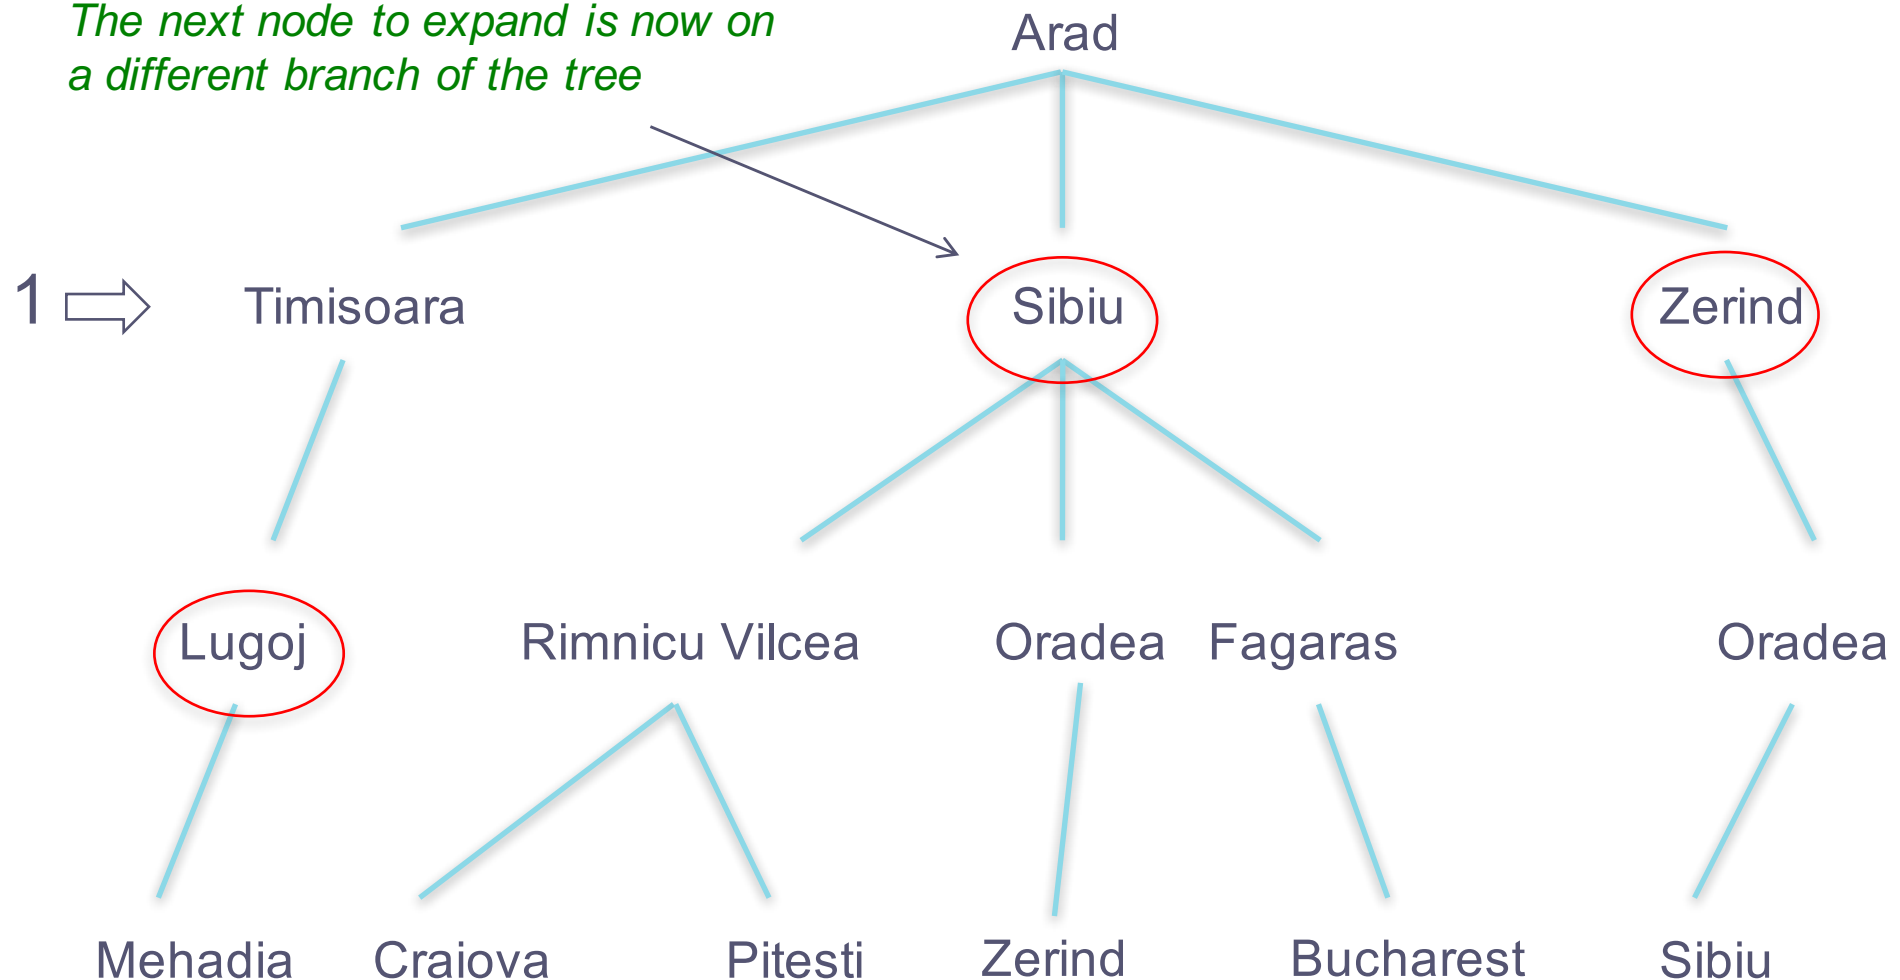 The next node to expand is now on
a different branch of the tree
Arad
1
Timisoara
Sibiu
Zerind
Lugoj
Rimnicu Vilcea
Oradea
Fagaras
Oradea
Mehadia
Craiova
Pitesti
Zerind
Bucharest
Sibiu